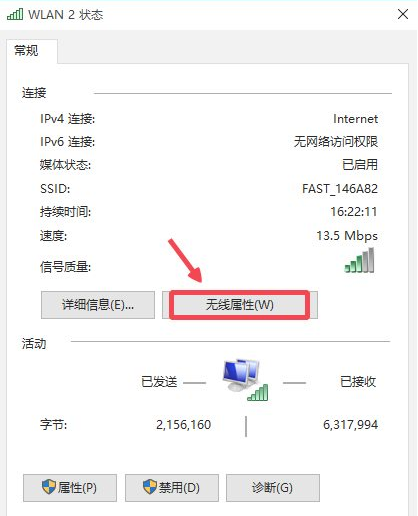 WLAN 2 状态
常规
连接
IPv4 连接: Internet
IPv6 连接: 无网络访问权限
媒体状态: 已启用
SSID: FAST_146A82
持续时间: 16:22:11
速度: 13.5 Mbps
信号质量:
详细信息(E)... 无线属性(W)
活动
已发送 已接收
字节: 2,156,160 6,317,994
属性(P) 禁用(D) 诊断(G)